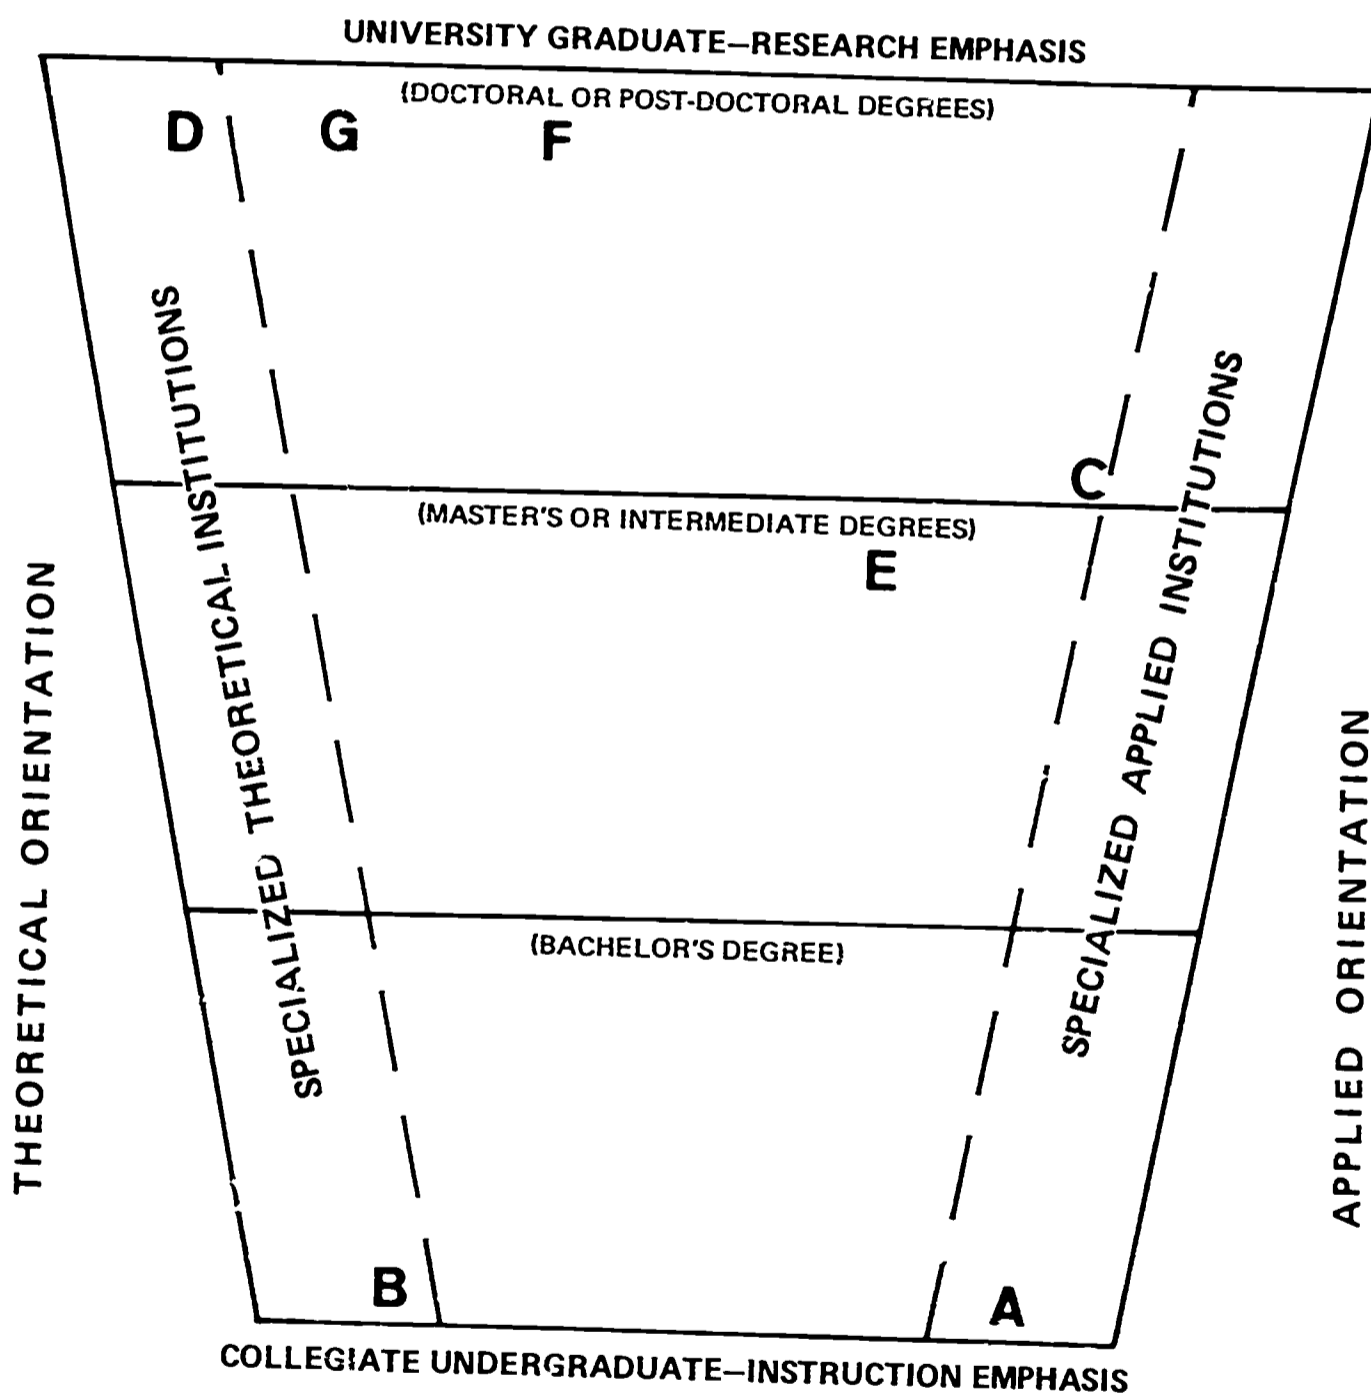 UNIVERSITY GRADUATE—RESEARCH EMPHASIS
(DOCTORAL OR POST-DOCTORAL DEGREES)
D G F
SPECIALIZED THEORETICAL INSTITUTIONS
SPECIALIZED APPLIED INSTITUTIONS
C
(MASTER'S OR INTERMEDIATE DEGREES)
E
THEORETICAL ORIENTATION
APPLIED ORIENTATION
(BACHELOR'S DEGREE)
B A
COLLEGIATE UNDERGRADUATE—INSTRUCTION EMPHASIS